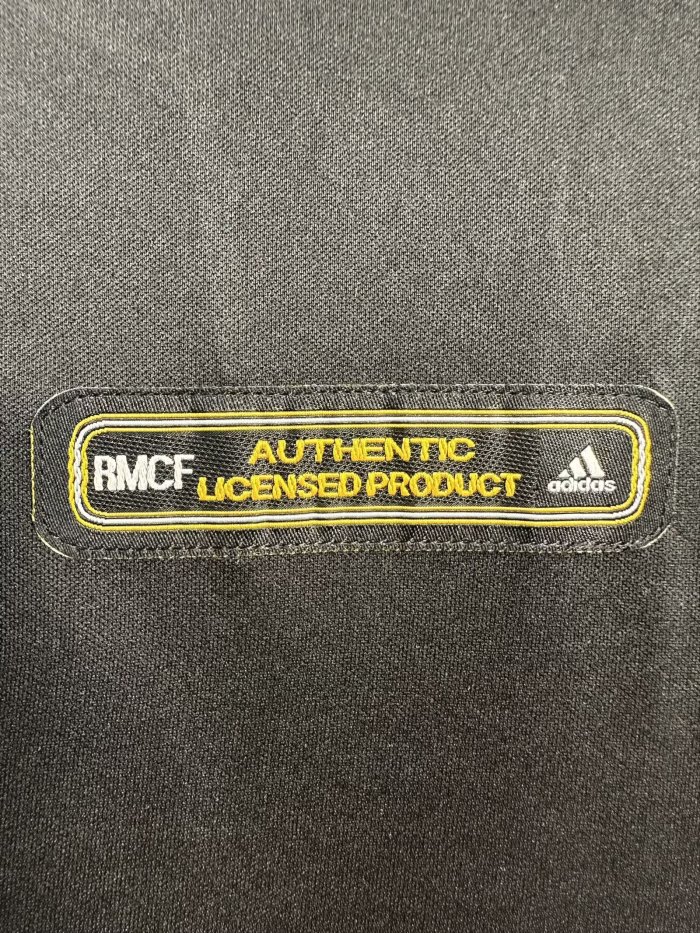 RMCF
AUTHENTIC
LICENSED PRODUCT
adidas